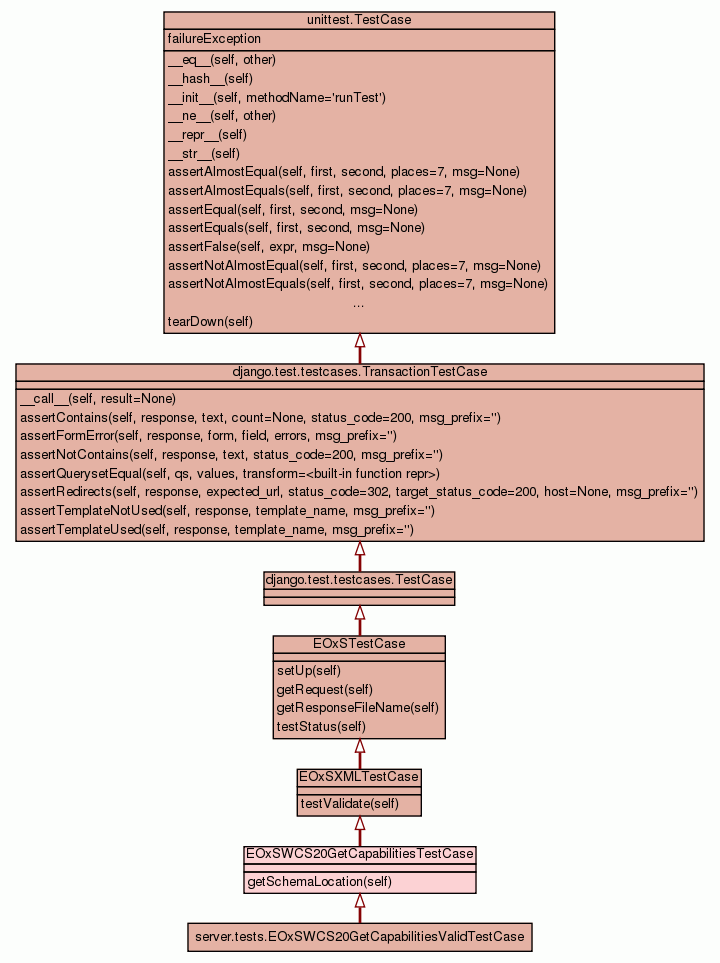 unittest.TestCase
failureException
__eq__(self, other)
__hash__(self)
__init__(self, methodName='runTest')
__ne__(self, other)
__repr__(self)
__str__(self)
assertAlmostEqual(self, first, second, places=7, msg=None)
assertAlmostEquals(self, first, second, places=7, msg=None)
assertEqual(self, first, second, msg=None)
assertEquals(self, first, second, msg=None)
assertFalse(self, expr, msg=None)
assertNotAlmostEqual(self, first, second, places=7, msg=None)
assertNotAlmostEquals(self, first, second, places=7, msg=None)
...
tearDown(self)
django.test.testcases.TransactionTestCase
__call__(self, result=None)
assertContains(self, response, text, count=None, status_code=200, msg_prefix='')
assertFormError(self, response, form, field, errors, msg_prefix='')
assertNotContains(self, response, text, status_code=200, msg_prefix='')
assertQuerysetEqual(self, qs, values, transform=<built-in function repr>)
assertRedirects(self, response, expected_url, status_code=302, target_status_code=200, host=None, msg_prefix='')
assertTemplateNotUsed(self, response, template_name, msg_prefix='')
assertTemplateUsed(self, response, template_name, msg_prefix='')
django.test.testcases.TestCase
EOxSTestCase
setUp(self)
getRequest(self)
getResponseFileName(self)
testStatus(self)
EOxSXMLTestCase
testValidate(self)
EOxSWCS20GetCapabilitiesTestCase
getSchemaLocation(self)
server.tests.EOxSWCS20GetCapabilitiesValidTestCase